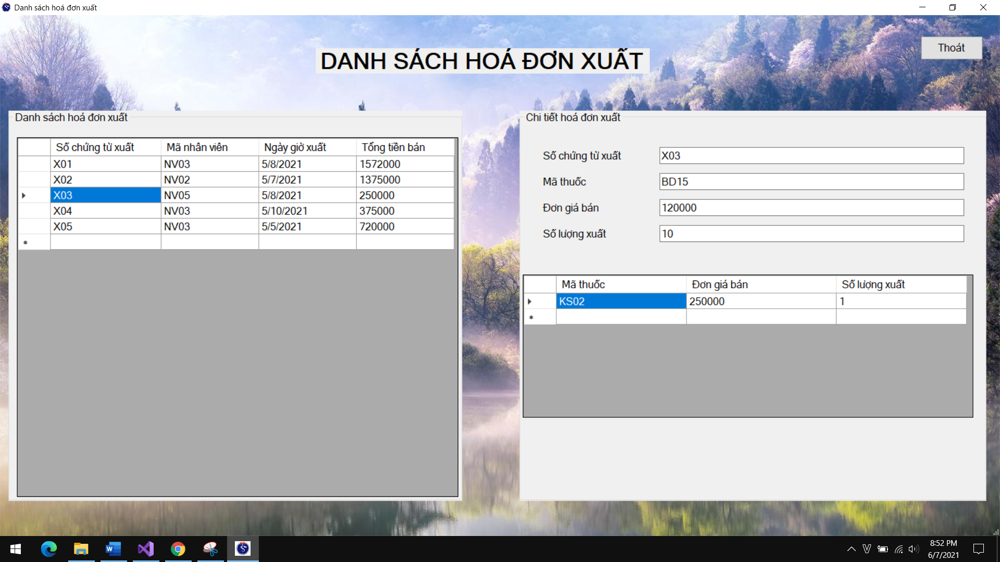 Danh sách hoá đơn xuất
DANH SÁCH HOÁ ĐƠN XUẤT
Thoát
Danh sách hoá đơn xuất
Số chứng từ xuất Mã nhân viên Ngày giờ xuất Tổng tiền bán
X01 NV03 5/8/2021 1572000
X02 NV02 5/7/2021 1375000
X03 NV05 5/8/2021 250000
X04 NV03 5/10/2021 375000
X05 NV03 5/5/2021 720000
Chi tiết hoá đơn xuất
Số chứng từ xuất X03
Mã thuốc BD15
Đơn giá bán 120000
Số lượng xuất 10
Mã thuốc Đơn giá bán Số lượng xuất
KS02 250000 1
8:52 PM
6/7/2021